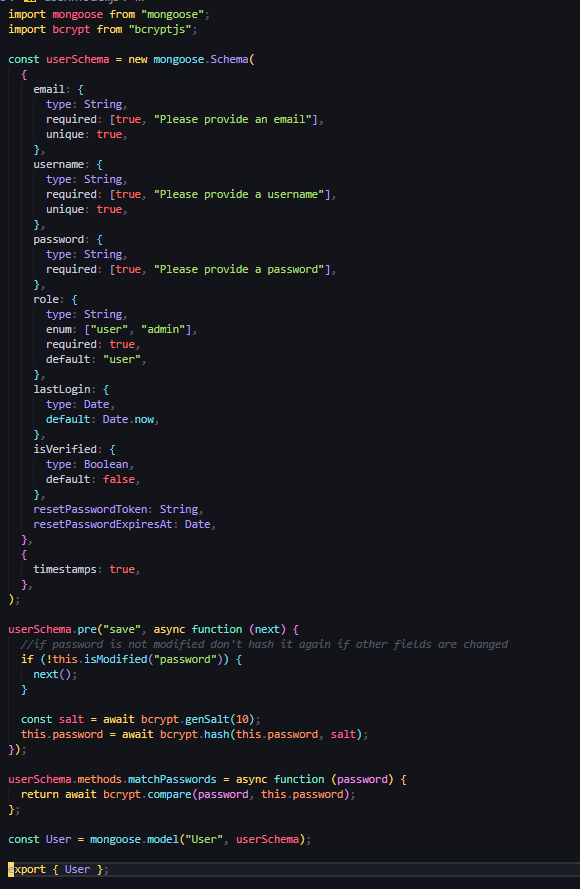 import mongoose from "mongoose";
import bcrypt from "bcryptjs";

const userSchema = new mongoose.Schema(
  {
    email: {
      type: String,
      required: [true, "Please provide an email"],
      unique: true,
    },
    username: {
      type: String,
      required: [true, "Please provide a username"],
      unique: true,
    },
    password: {
      type: String,
      required: [true, "Please provide a password"],
    },
    role: {
      type: String,
      enum: ["user", "admin"],
      required: true,
      default: "user",
    },
    lastLogin: {
      type: Date,
      default: Date.now,
    },
    isVerified: {
      type: Boolean,
      default: false,
    },
    resetPasswordToken: String,
    resetPasswordExpiresAt: Date,
  },
  {
    timestamps: true,
  },
);

userSchema.pre("save", async function (next) {
  //if password is not modified don't hash it again if other fields are changed
  if (!this.isModified("password")) {
    next();
  }

  const salt = await bcrypt.genSalt(10);
  this.password = await bcrypt.hash(this.password, salt);
});

userSchema.methods.matchPasswords = async function (password) {
  return await bcrypt.compare(password, this.password);
};

const User = mongoose.model("User", userSchema);

export { User };